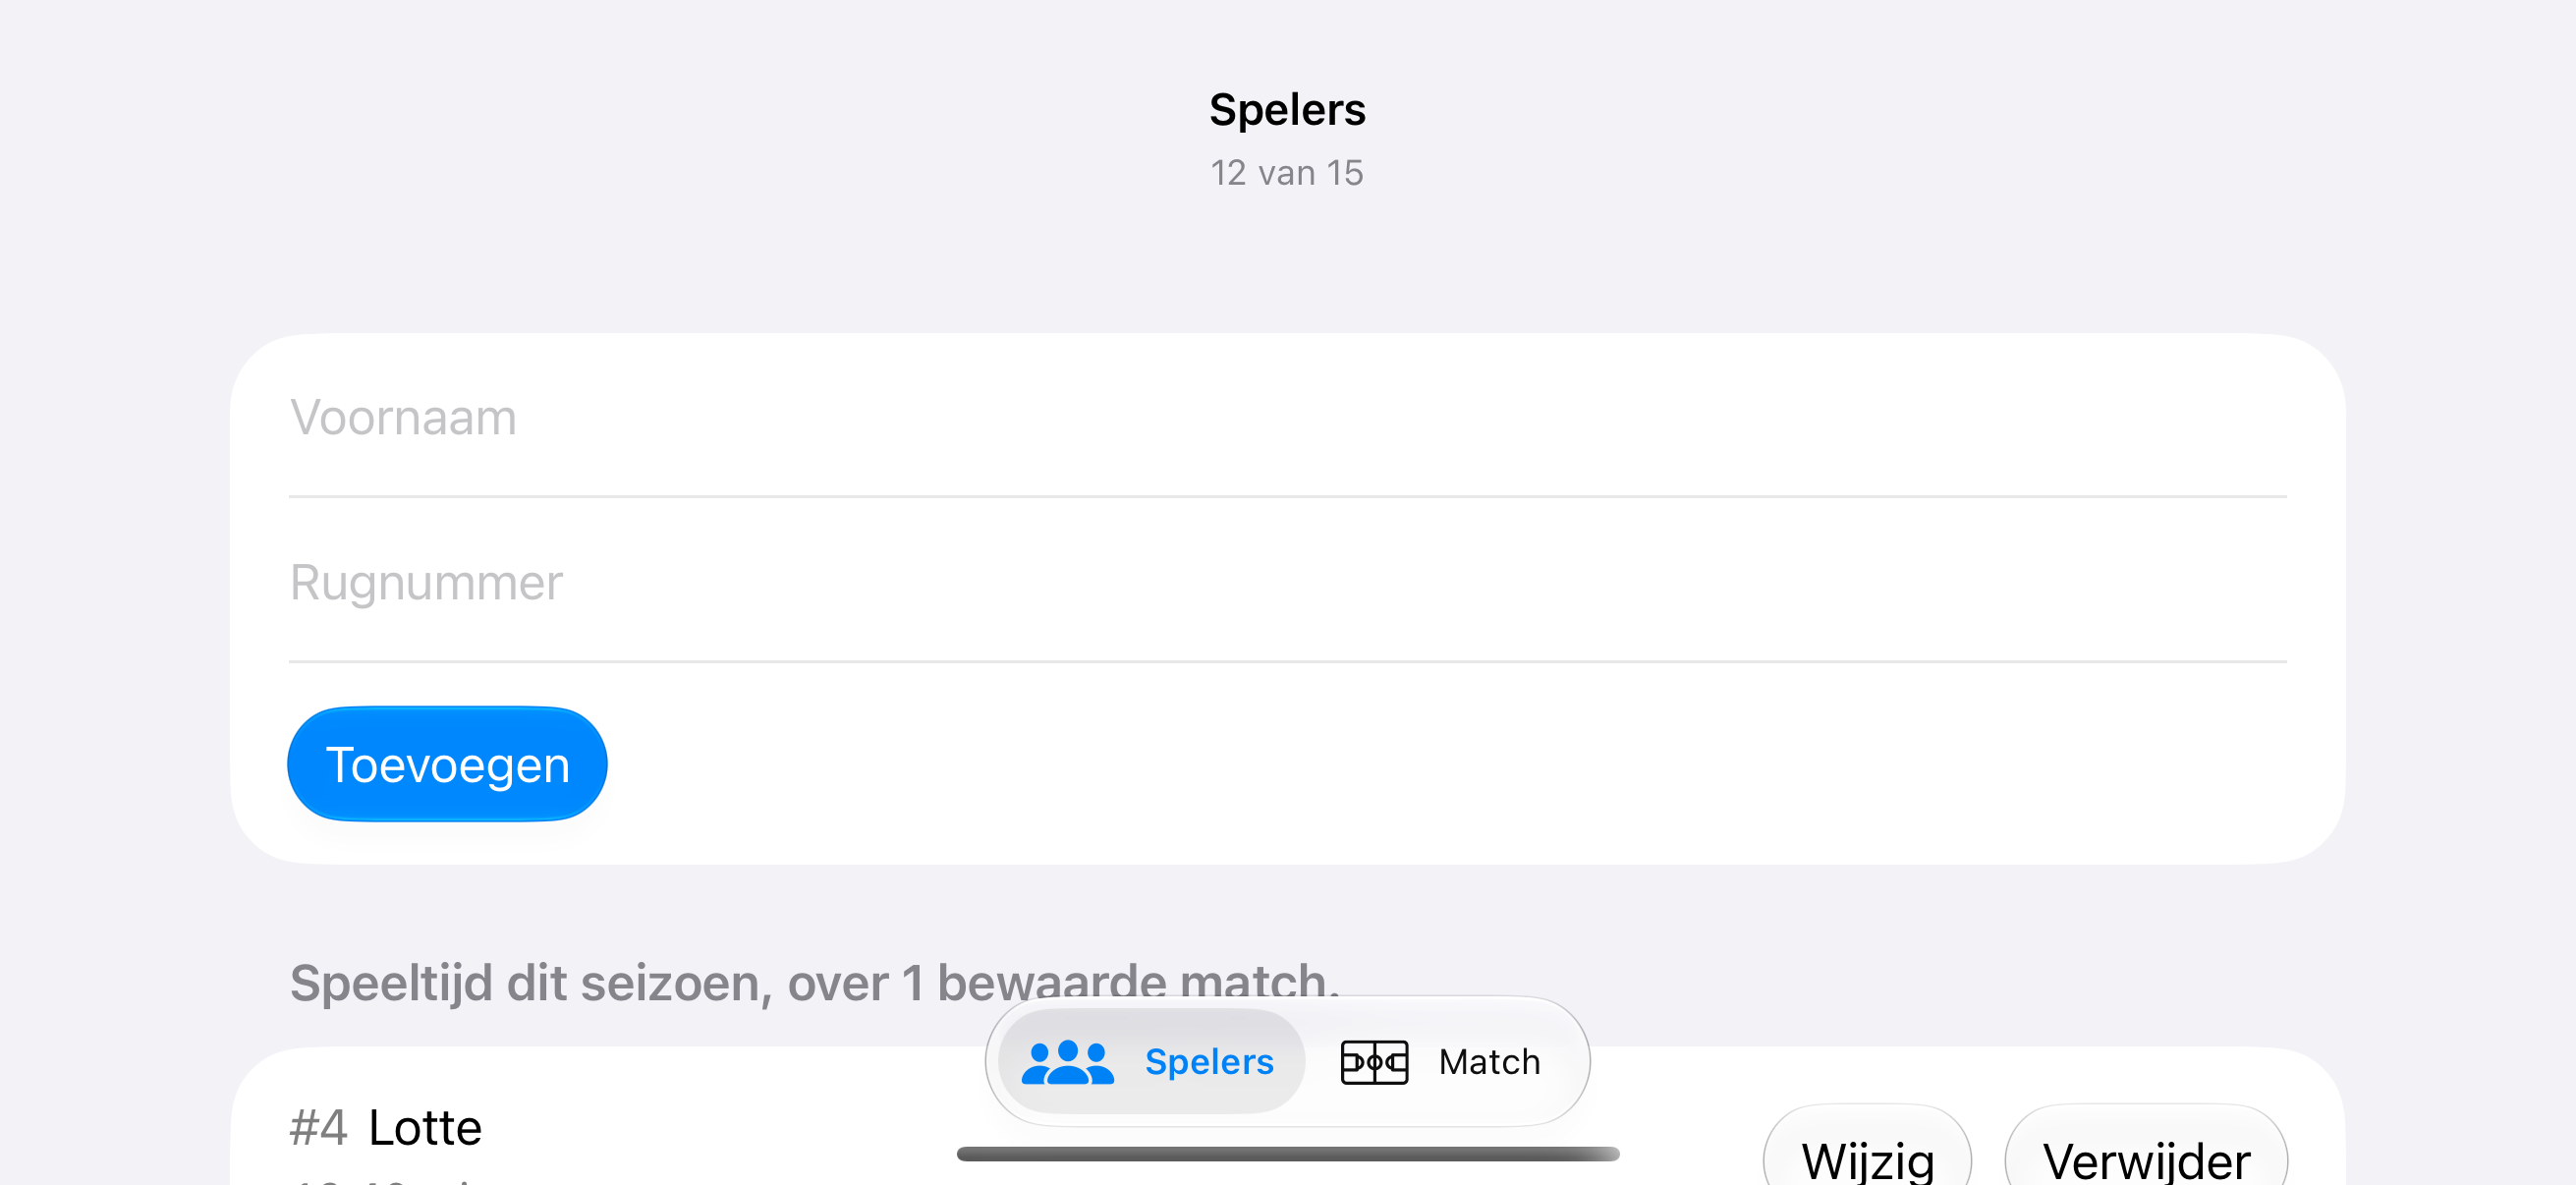 Spelers
12 van 15
Voornaam
Rugnummer
Toevoegen
Speeltijd dit seizoen, over 1 bewaarde match.
Spelers
Match
#4 Lotte
Wijzig
Verwijder